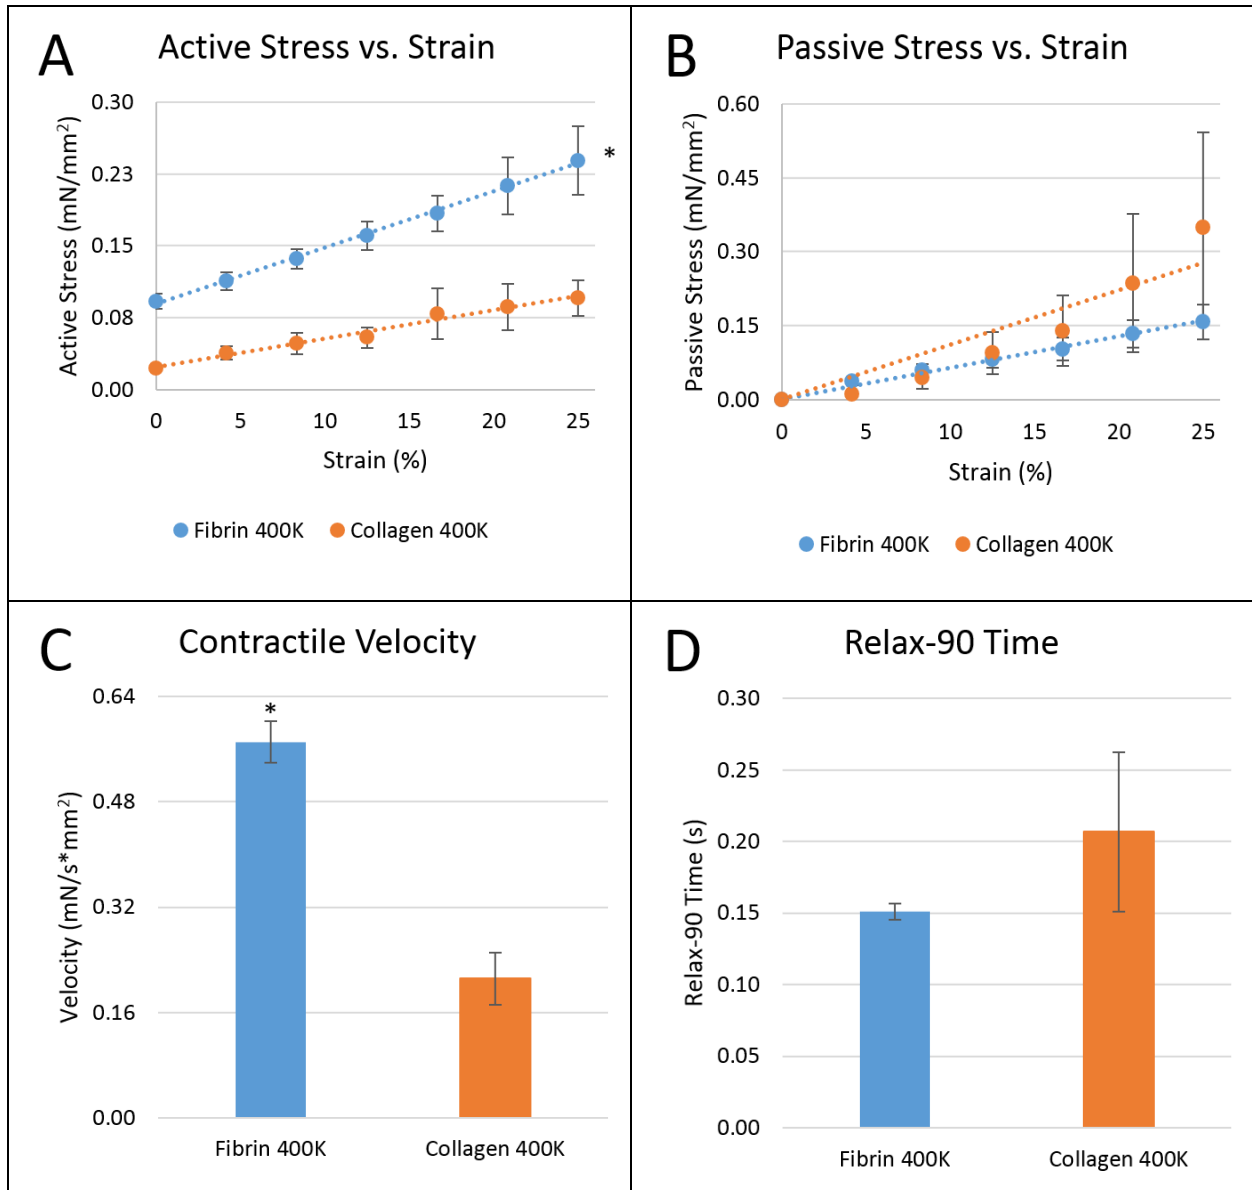 A
Active Stress vs. Strain
Active Stress (mN/mm²)
0.30
0.23
0.15
0.08
0.00
*
0 5 10 15 20 25
Strain (%)
Fibrin 400K Collagen 400K
B
Passive Stress vs. Strain
Passive Stress (mN/mm²)
0.60
0.45
0.30
0.15
0.00
0 5 10 15 20 25
Strain (%)
Fibrin 400K Collagen 400K
C
Contractile Velocity
Velocity (mN/s*mm²)
0.64
0.48
0.32
0.16
0.00
*
Fibrin 400K Collagen 400K
D
Relax-90 Time
Relax-90 Time (s)
0.30
0.25
0.20
0.15
0.10
0.05
0.00
Fibrin 400K Collagen 400K